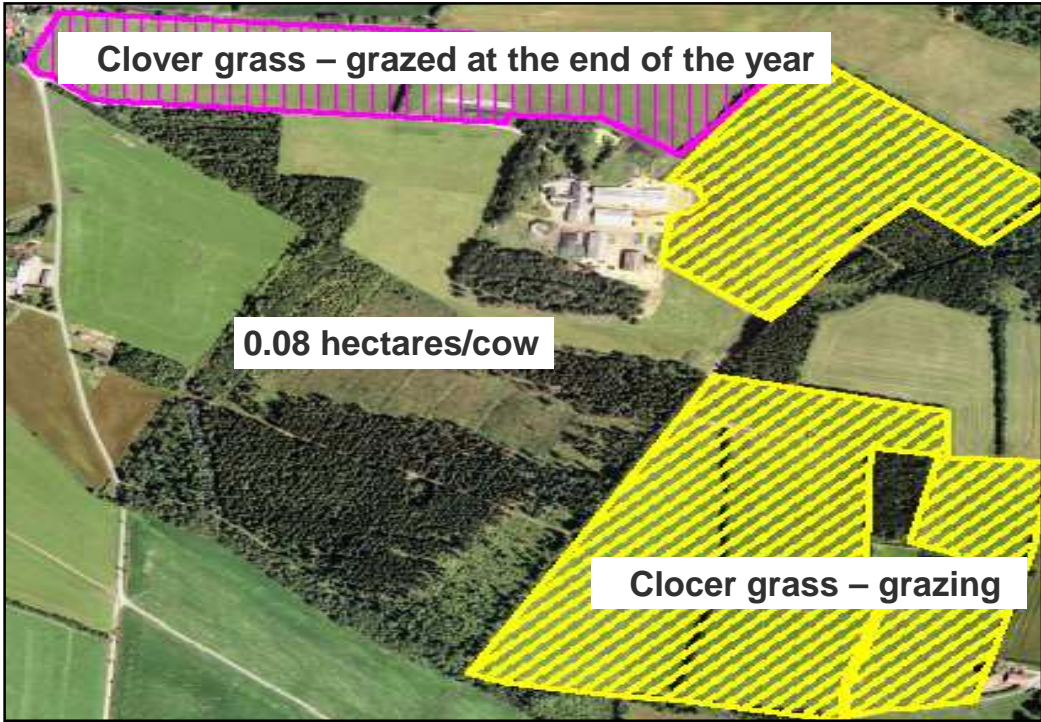 Clover grass – grazed at the end of the year
0.08 hectares/cow
Clocer grass – grazing